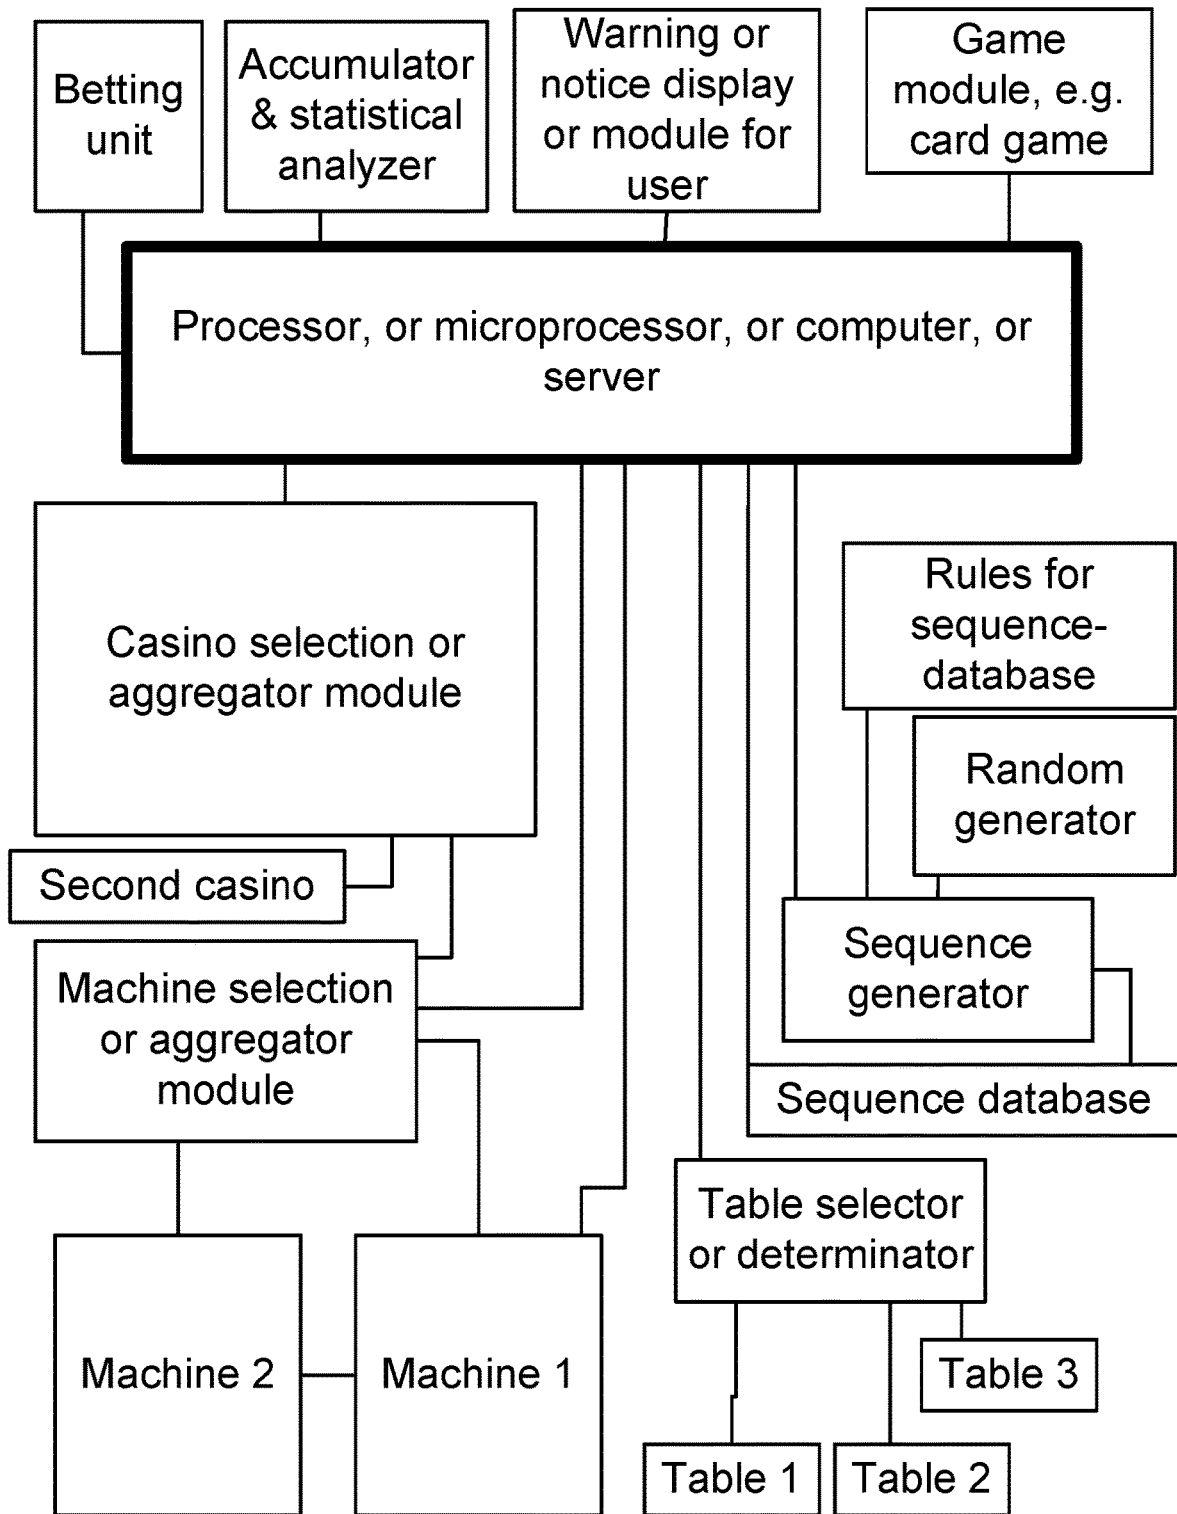 Betting
unit
Accumulator
& statistical
analyzer
Warning or
notice display
or module for
user
Game
module, e.g.
card game
Processor, or microprocessor, or computer, or
server
Casino selection or
aggregator module
Rules for
sequence-
database
Random
generator
Second casino
Sequence
generator
Machine selection
or aggregator
module
Sequence database
Table selector
or determinator
Machine 2
Machine 1
Table 3
Table 1
Table 2